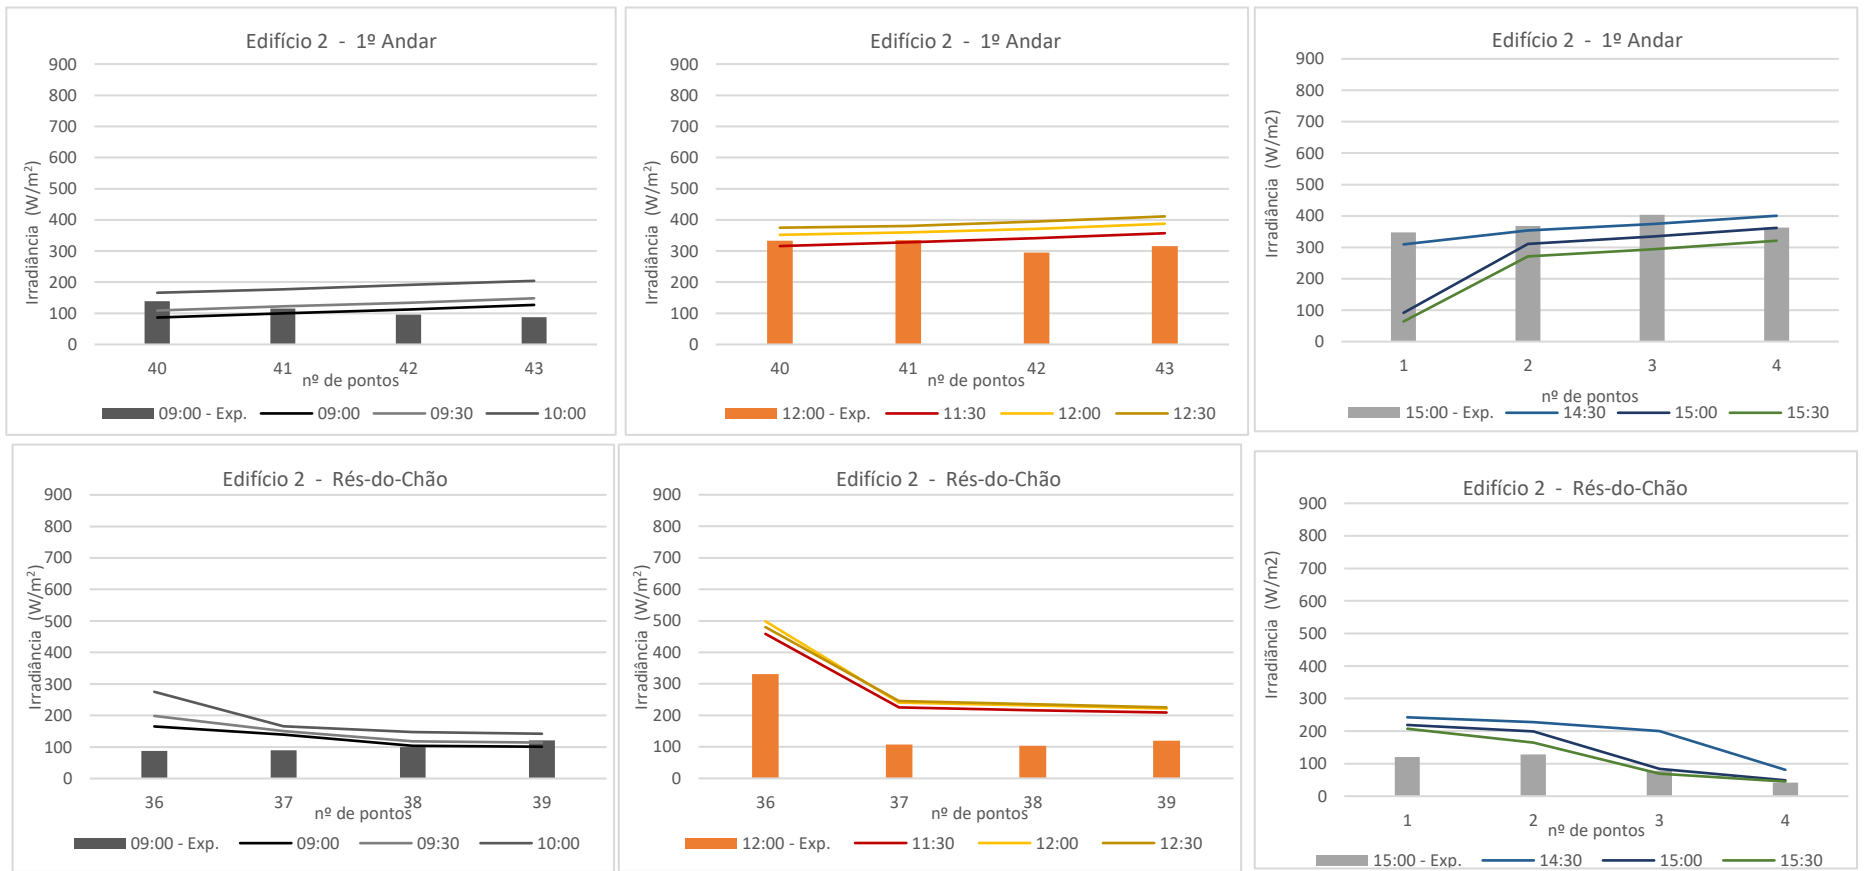 Edifício 2 - 1º Andar
900
800
700
600
500
400
300
200
100
0
Irradiância (W/m²)
40 41 42 43
nº de pontos
09:00 - Exp. 09:00 09:30 10:00
Edifício 2 - 1º Andar
900
800
700
600
500
400
300
200
100
0
Irradiância (W/m²)
40 41 42 43
nº de pontos
12:00 - Exp. 11:30 12:00 12:30
Edifício 2 - 1º Andar
900
800
700
600
500
400
300
200
100
0
Irradiância (W/m2)
1 2 3 4
nº de pontos
15:00 - Exp. 14:30 15:00 15:30
Edifício 2 - Rés-do-Chão
900
800
700
600
500
400
300
200
100
0
Irradiância (W/m²)
36 37 38 39
nº de pontos
09:00 - Exp. 09:00 09:30 10:00
Edifício 2 - Rés-do-Chão
900
800
700
600
500
400
300
200
100
0
Irradiância (W/m²)
36 37 38 39
nº de pontos
12:00 - Exp. 11:30 12:00 12:30
Edifício 2 - Rés-do-Chão
900
800
700
600
500
400
300
200
100
0
Irradiância (W/m2)
1 2 3 4
nº de pontos
15:00 - Exp. 14:30 15:00 15:30